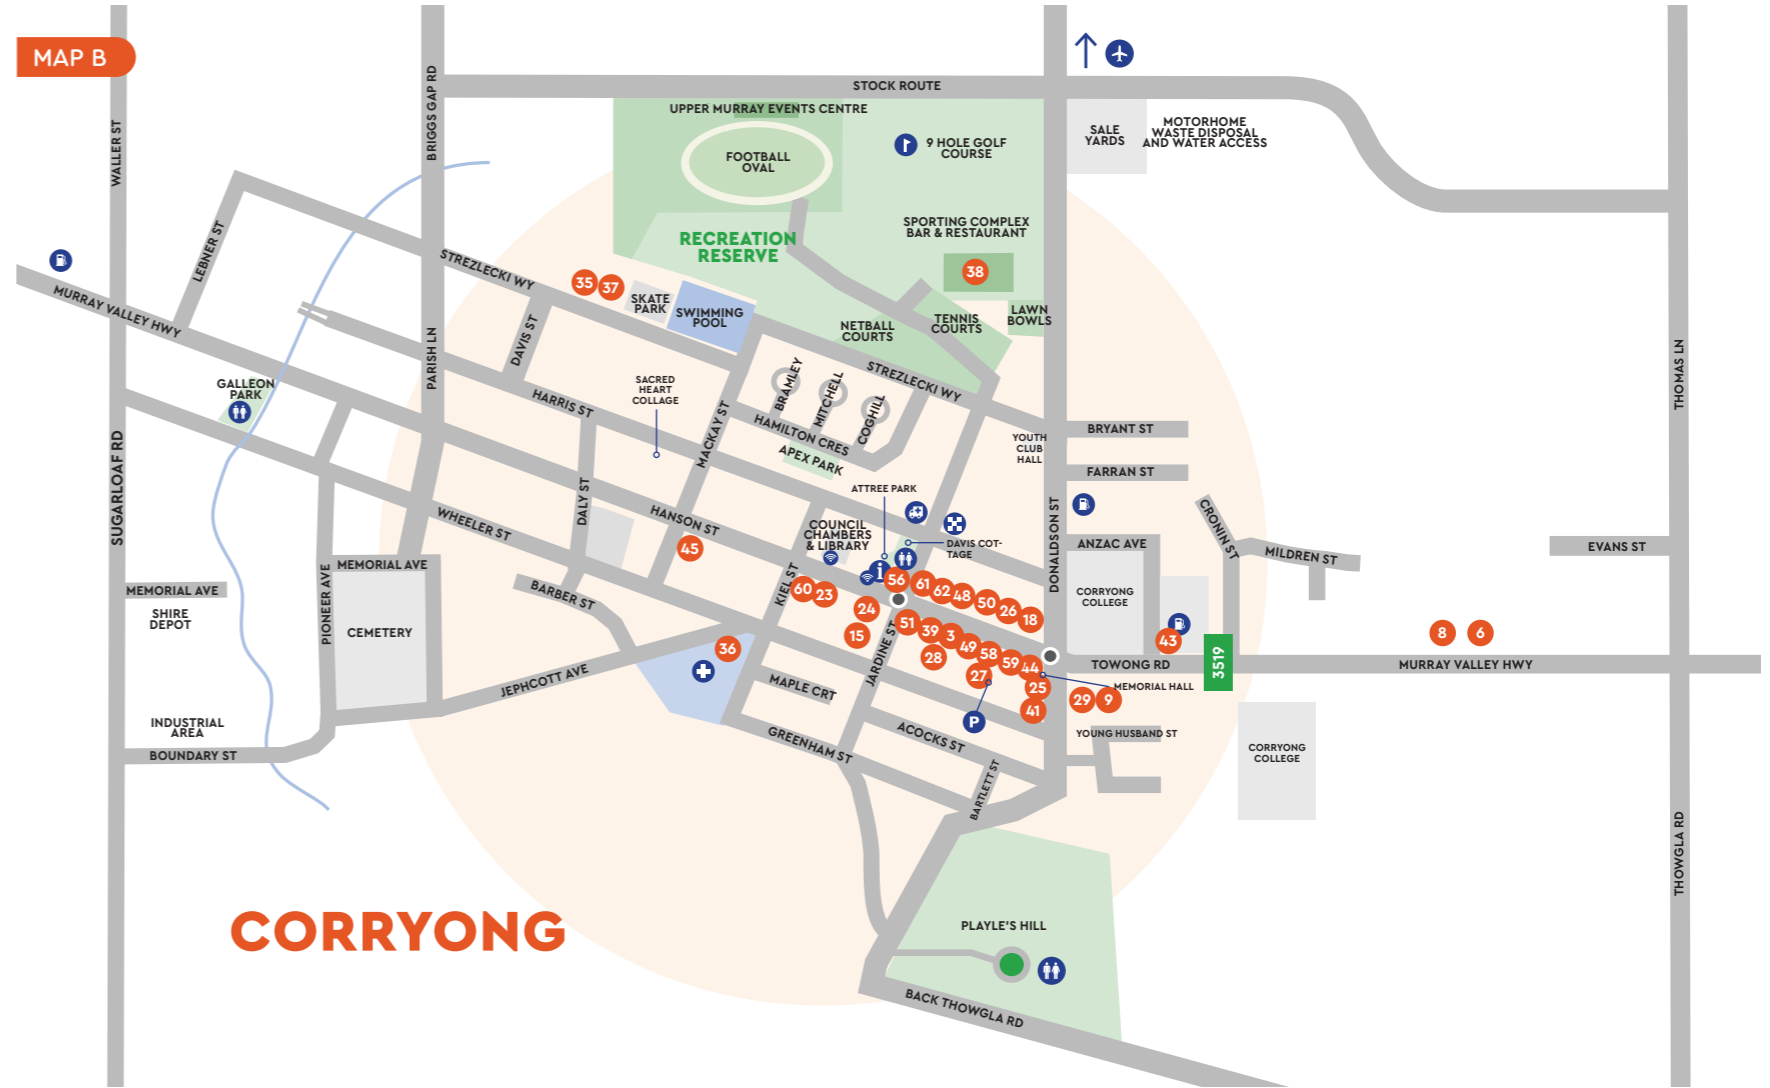 MAP B
STOCK ROUTE
UPPER MURRAY EVENTS CENTRE
FOOTBALL
OVAL
9 HOLE GOLF
COURSE
SALE
YARDS
MOTORHOME
WASTE DISPOSAL
AND WATER ACCESS
WALLER ST
BRIGGS GAP RD
LEBNER ST
MURRAY VALLEY HWY
STREZLECKI WY
35
37
SKATE
PARK
SWIMMING
POOL
RECREATION
RESERVE
SPORTING COMPLEX
BAR & RESTAURANT
38
NETBALL
COURTS
TENNIS
COURTS
LAWN
BOWLS
STREZLECKI WY
DAVIS ST
PARISH LN
THOMAS LN
GALLEON
PARK
HARRIS ST
SACRED
HEART
COLLAGE
MACKAY ST
BRAMLEY
MITCHELL
COGHILL
HAMILTON CRES
APEX PARK
YOUTH
CLUB
HALL
BRYANT ST
FARRAN ST
SUGARLOAF RD
WHEELER ST
DALY ST
HANSON ST
45
ATTREE PARK
COUNCIL
CHAMBERS
& LIBRARY
DAVIS COT-
TAGE
i
DONALDSON ST
ANZAC AVE
CRONIN ST
MILDREN ST
EVANS ST
MEMORIAL AVE
SHIRE
DEPOT
PIONEER AVE
MEMORIAL AVE
CEMETERY
BARBER ST
KIEL ST
60
23
24
15
56
61
62
48
50
26
18
51
39
3
49
58
59
44
28
27
25
41
JARDINE ST
CORRYONG
COLLEGE
43
TOWONG RD
3519
8
6
MURRAY VALLEY HWY
MEMORIAL HALL
29
9
P
36
JEPHCOTT AVE
MAPLE CRT
INDUSTRIAL
AREA
BOUNDARY ST
GREENHAM ST
ACOCKS ST
BARTLETT ST
YOUNG HUSBAND ST
CORRYONG
COLLEGE
THOWGLA RD
CORRYONG
PLAYLE'S HILL
BACK THOWGLA RD